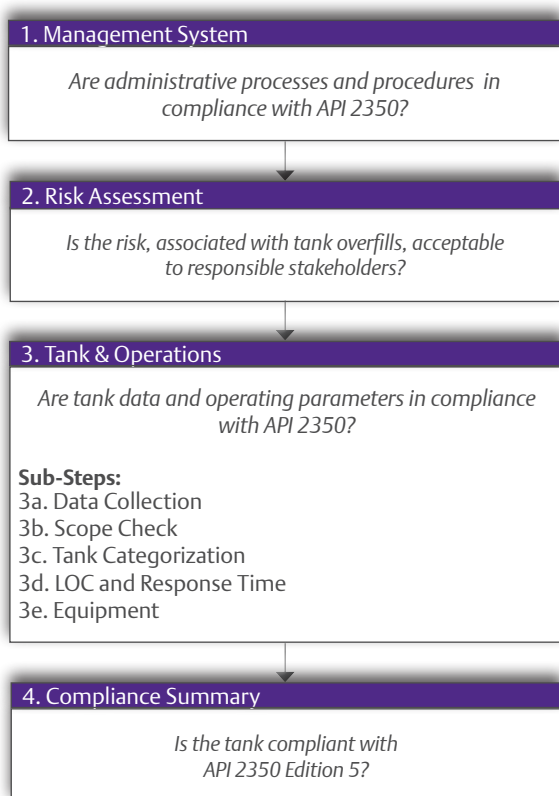 1. Management System
Are administrative processes and procedures in
compliance with API 2350?
2. Risk Assessment
Is the risk, associated with tank overfills, acceptable
to responsible stakeholders?
3. Tank & Operations
Are tank data and operating parameters in compliance
with API 2350?
Sub-Steps:
3a. Data Collection
3b. Scope Check
3c. Tank Categorization
3d. LOC and Response Time
3e. Equipment
4. Compliance Summary
Is the tank compliant with
API 2350 Edition 5?